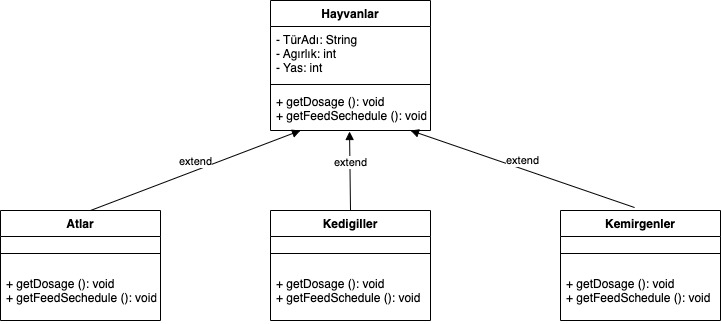 Hayvanlar
- TürAdı: String
- Agırlık: int
- Yas: int
+ getDosage (): void
+ getFeedSechedule (): void
extend
extend
extend
Atlar
+ getDosage (): void
+ getFeedSechedule (): void
Kedigiller
+ getDosage (): void
+ getFeedSchedule (): void
Kemirgenler
+ getDosage (): void
+ getFeedSchedule (): void